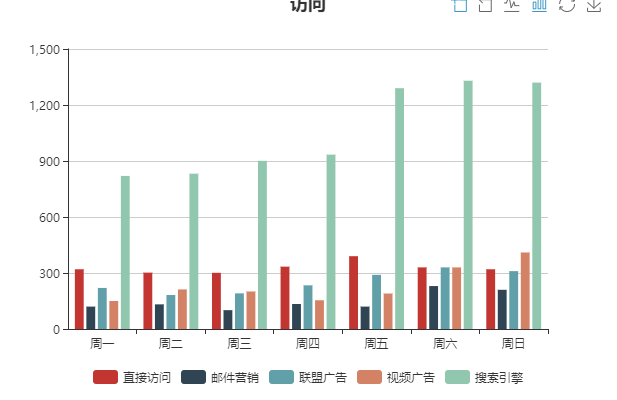 访问
1,500
1,200
900
600
300
0
周一 周二 周三 周四 周五 周六 周日
直接访问 邮件营销 联盟广告 视频广告 搜索引擎